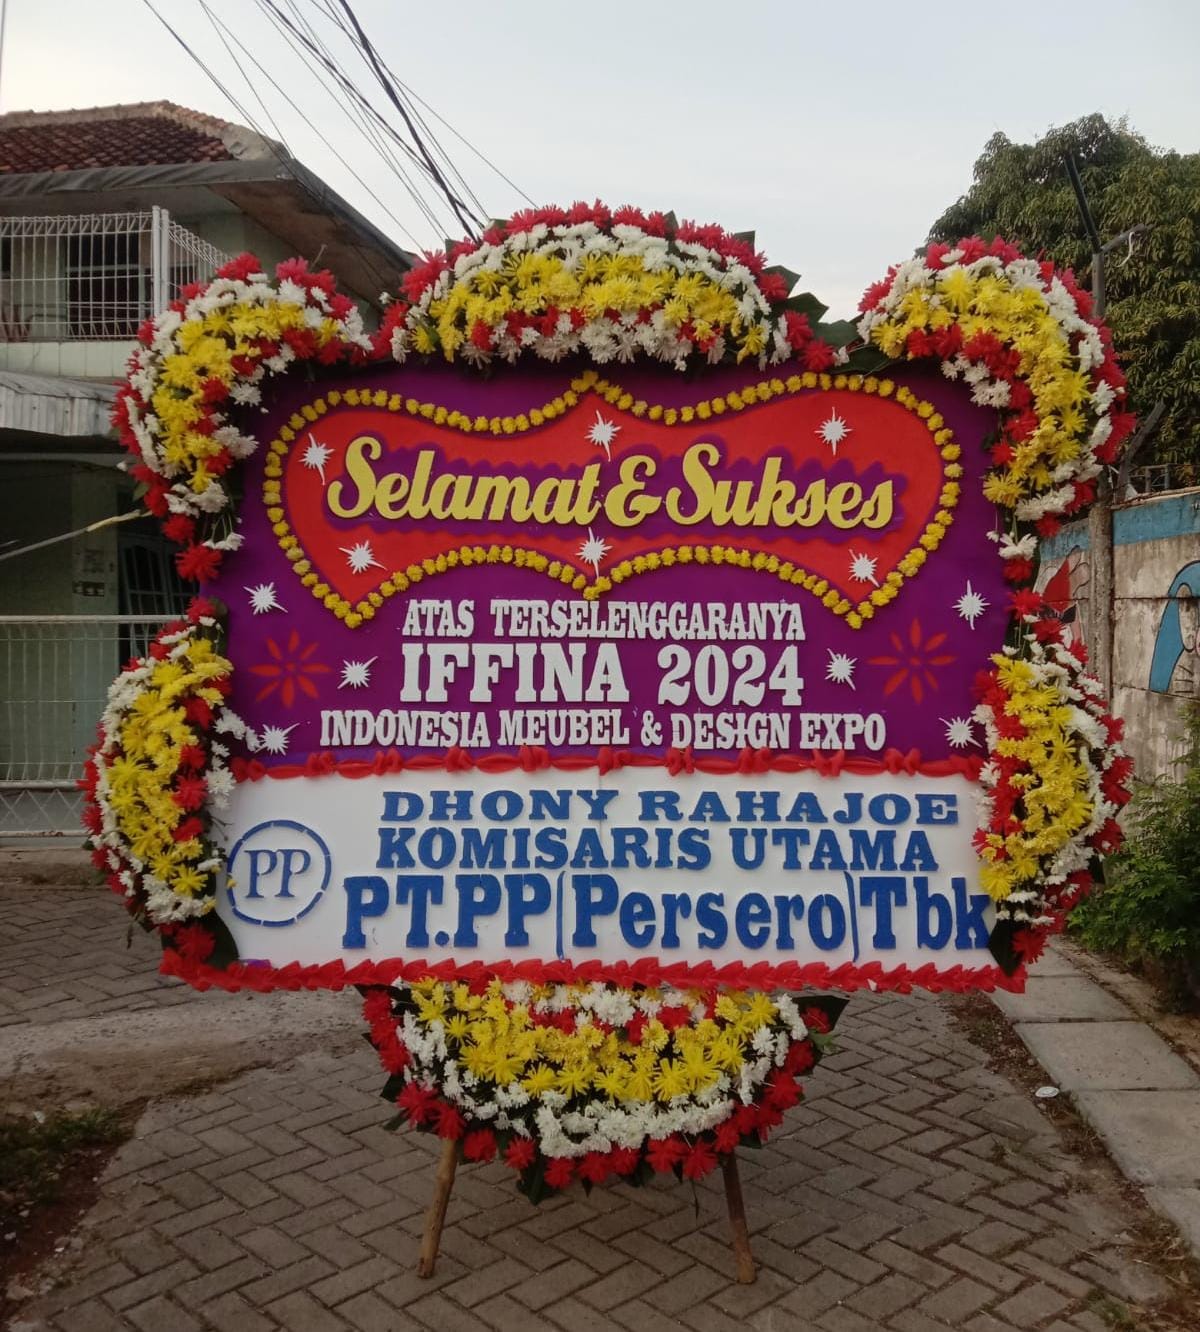 Selamat & Sukses
ATAS TERSELENGGARANYA
IFFINA 2024
INDONESIA MEUBEL & DESIGN EXPO
DHONY RAHAJOE
KOMISARIS UTAMA
PP
PT.PP(Persero)Tbk